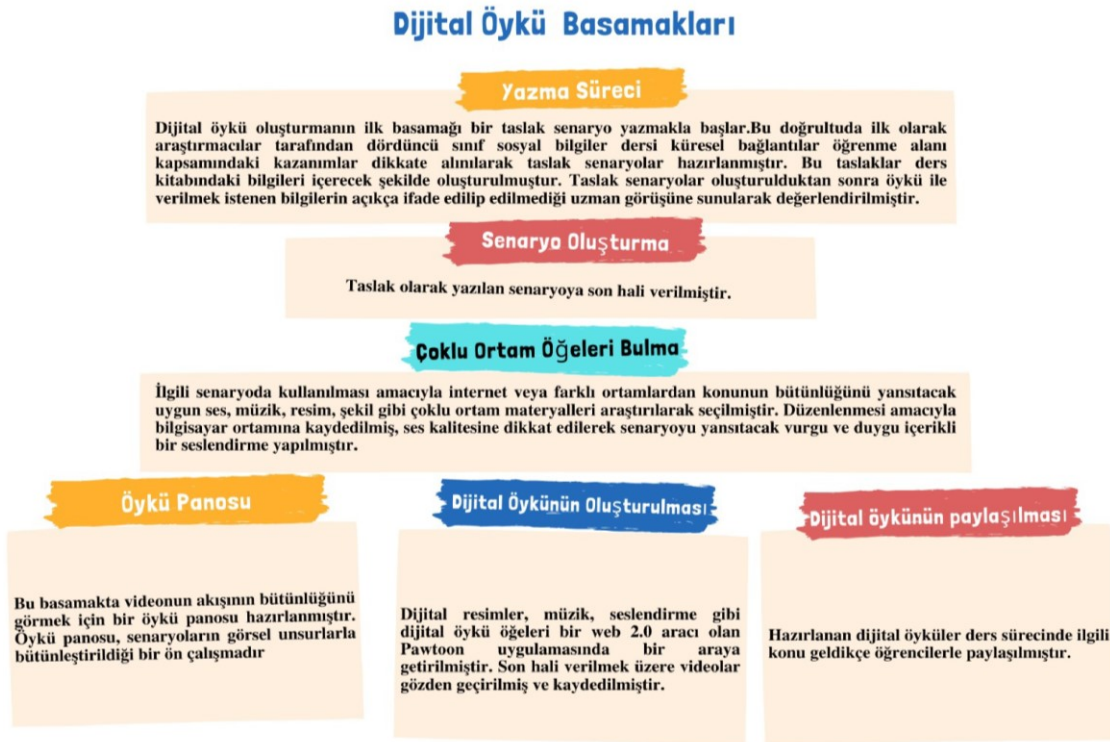 Dijital Öykü Basamakları
Yazma Süreci
Dijital öykü oluşturmanın ilk basamağı bir taslak senaryo yazmakla başlar.Bu doğrultuda ilk olarak
araştırmacılar tarafından dördüncü sınıf sosyal bilgiler dersi küresel bağlantılar öğrenme alanı
kapsamındaki kazanımlar dikkate alınılarak taslak senaryolar hazırlanmıştır. Bu taslaklar ders
kitabındaki bilgileri içerecek şekilde oluşturulmuştur. Taslak senaryolar oluşturulduktan sonra öykü ile
verilmek istenen bilgilerin açıkça ifade edilip edilmediği uzman görüşüne sunularak değerlendirilmiştir.
Senaryo Oluşturma
Taslak olarak yazılan senaryoya son hali verilmiştir.
Çoklu Ortam Öğeleri Bulma
İlgili senaryoda kullanılması amacıyla internet veya farklı ortamlardan konunun bütünlüğünü yansıtacak
uygun ses, müzik, resim, şekil gibi çoklu ortam materyalleri araştırılarak seçilmiştir. Düzenlenmesi amacıyla
bilgisayar ortamına kaydedilmiş, ses kalitesine dikkat edilerek senaryoyu yansıtacak vurgu ve duygu içerikli
bir seslendirme yapılmıştır.
Öykü Panosu
Bu basamakta videonun akışının bütünlüğünü
görmek için bir öykü panosu hazırlanmıştır.
Öykü panosu, senaryoların görsel unsurlarla
bütünleştirildiği bir ön çalışmadır
Dijital Öykünün Oluşturulması
Dijital resimler, müzik, seslendirme gibi
dijital öykü öğeleri bir web 2.0 aracı olan
Pawtoon uygulamasında bir araya
getirilmiştir. Son hali verilmek üzere videolar
gözden geçirilmiş ve kaydedilmiştir.
Dijital öykünün paylaşılması
Hazırlanan dijital öyküler ders sürecinde ilgili
konu geldikçe öğrencilerle paylaşılmıştır.